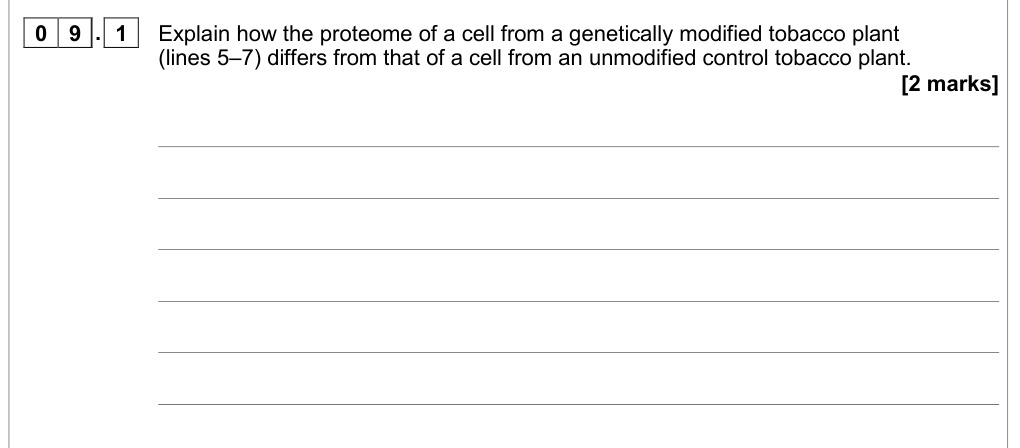 0 9 . 1 Explain how the proteome of a cell from a genetically modified tobacco plant
(lines 5–7) differs from that of a cell from an unmodified control tobacco plant.
[2 marks]